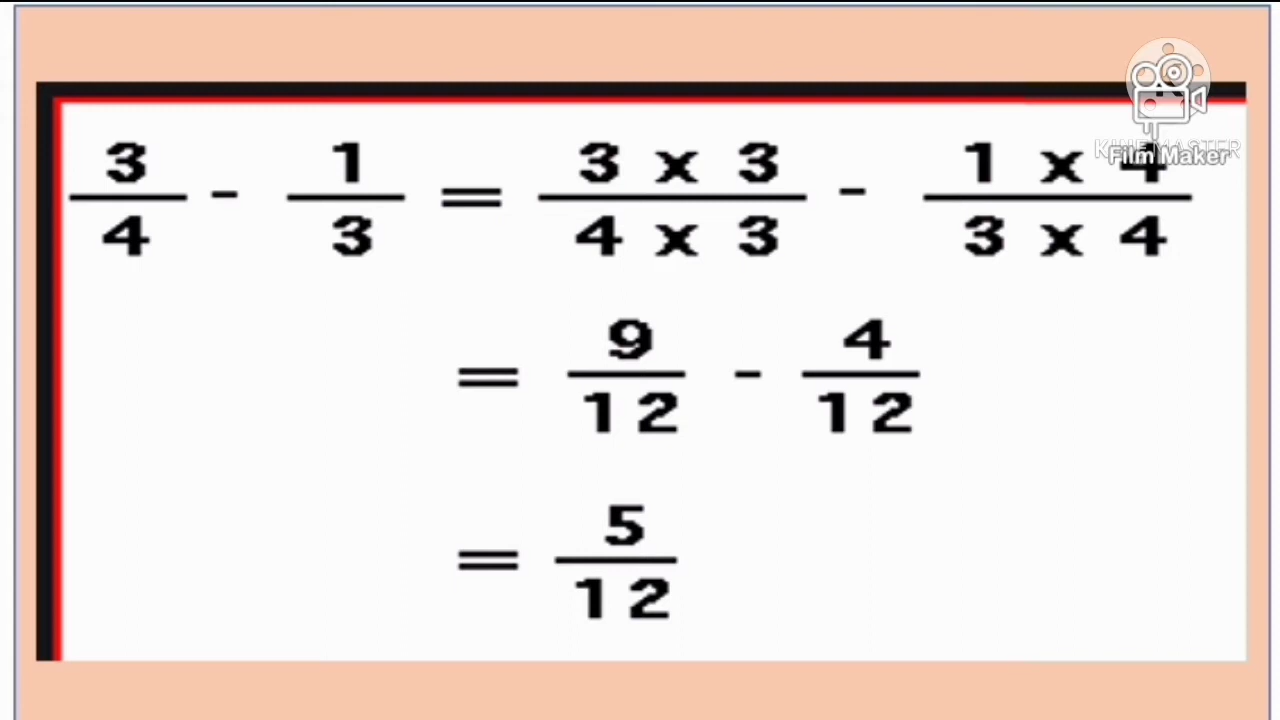 3/4 - 1/3 = 3 x 3/4 x 3 - 1 x 4/3 x 4
= 9/12 - 4/12
= 5/12
KINEMASTER
Film Maker